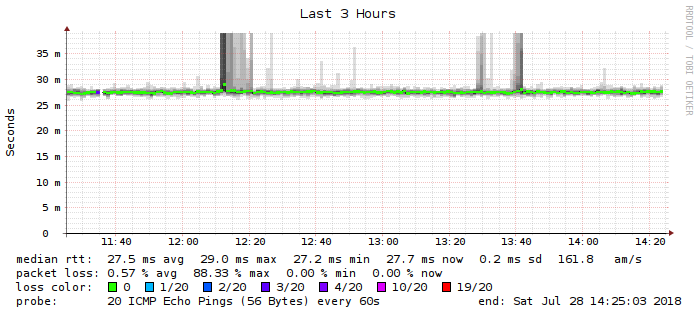 Last 3 Hours
RRDTOOL / TOBI OETIKER
Seconds
35 m
30 m
25 m
20 m
15 m
10 m
5 m
0
11:40 12:00 12:20 12:40 13:00 13:20 13:40 14:00 14:20
median rtt: 27.5 ms avg 29.0 ms max 27.2 ms min 27.7 ms now 0.2 ms sd 161.8 am/s
packet loss: 0.57 % avg 88.33 % max 0.00 % min 0.00 % now
loss color: 0 1/20 2/20 3/20 4/20 10/20 19/20
probe: 20 ICMP Echo Pings (56 Bytes) every 60s end: Sat Jul 28 14:25:03 2018